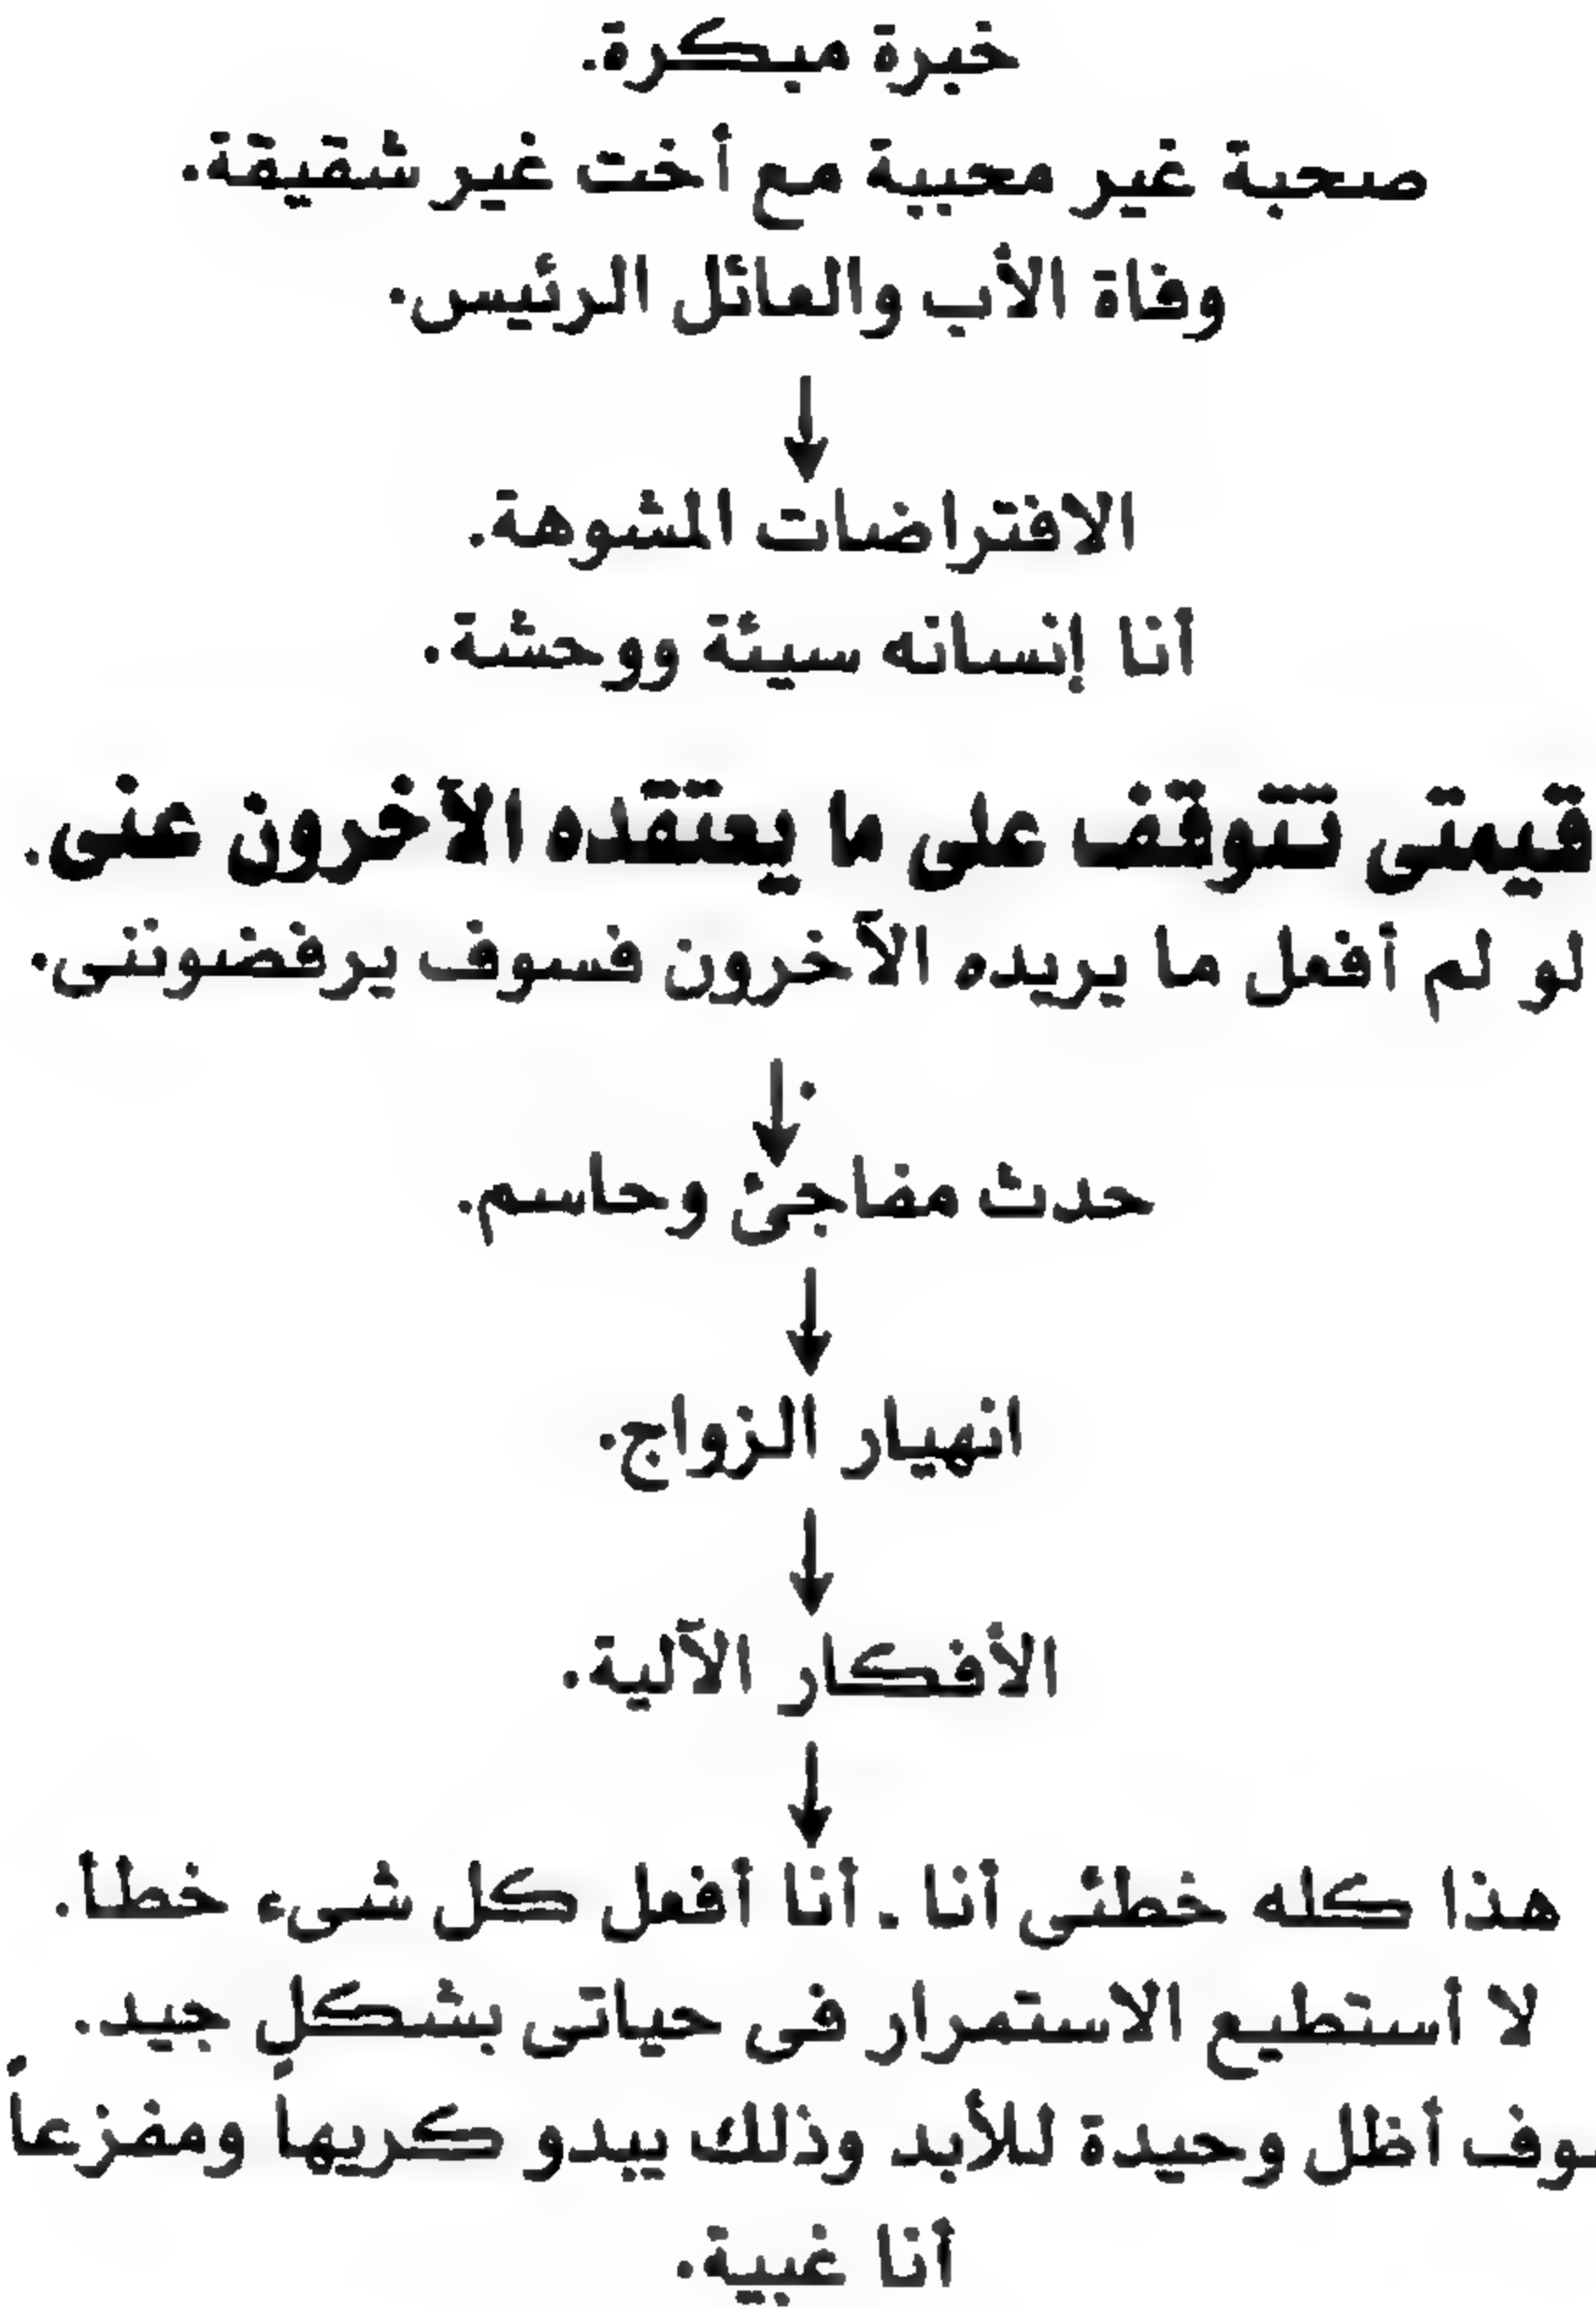 خبرة مبكرة.
صحبة غير محببة مع أخت غير شقيقة.
وفاة الأب والعائل الرئيس.
الافتراضات المشوهة.
أنا إنسانه سيئة ووحشة.
قيمتى تتوقف على ما يعتقده الآخرون عنى.
لو لم أفعل ما يريده الآخرون فسوف يرفضوننى.
حدث مفاجئ وحاسم.
انهيار الزواج.
الأفكار الآلية.
هذا كله خطئى أنا. أنا أفعل كل شىء خطأ.
لا أستطيع الاستمرار فى حياتى بشكلٍ جيد.
أظل وحيدة للأبد وذلك يبدو كريهاً ومفزعاً
أنا غبية.